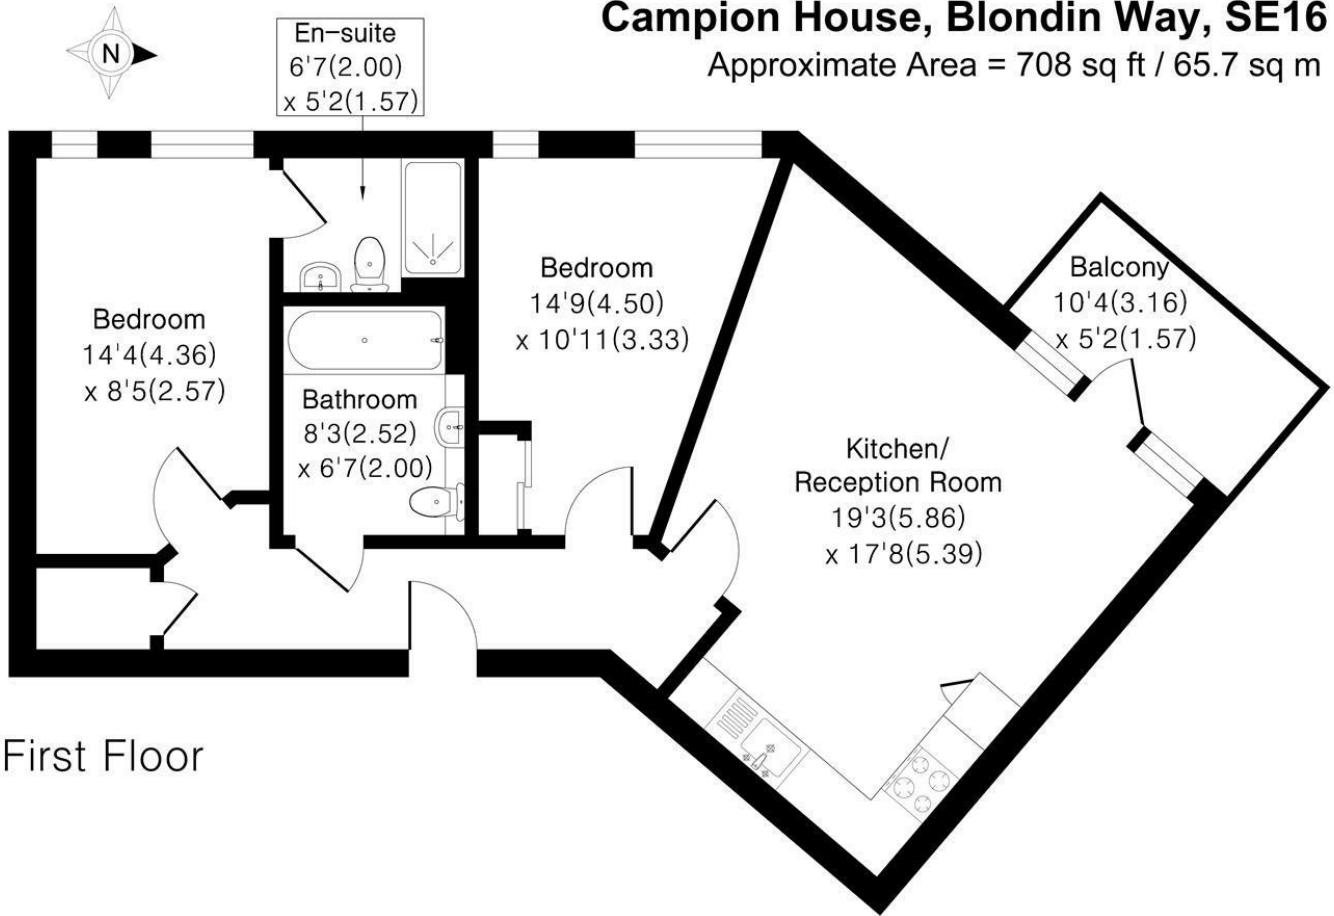 Campion House, Blondin Way, SE16
Approximate Area = 708 sq ft / 65.7 sq m
N
En-suite
6'7(2.00)
x 5'2(1.57)
Bedroom
14'4(4.36)
x 8'5(2.57)
Bathroom
8'3(2.52)
x 6'7(2.00)
Bedroom
14'9(4.50)
x 10'11(3.33)
Balcony
10'4(3.16)
x 5'2(1.57)
Kitchen/
Reception Room
19'3(5.86)
x 17'8(5.39)
First Floor